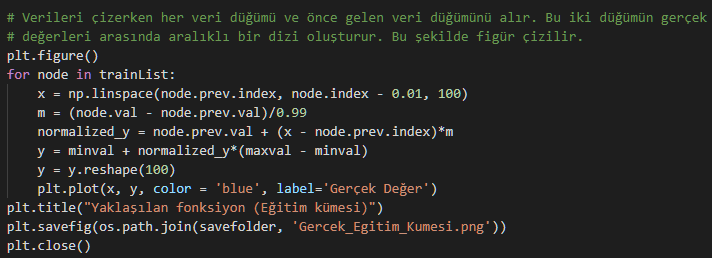 # Verileri çizerken her veri düğümü ve önce gelen veri düğümünü alır. Bu iki düğümün gerçek
# değerleri arasında aralıklı bir dizi oluşturur. Bu şekilde figür çizilir.
plt.figure()
for node in trainList:
    x = np.linspace(node.prev.index, node.index - 0.01, 100)
    m = (node.val - node.prev.val)/0.99
    normalized_y = node.prev.val + (x - node.prev.index)*m
    y = minval + normalized_y*(maxval - minval)
    y = y.reshape(100)
    plt.plot(x, y, color = 'blue', label='Gerçek Değer')
plt.title("Yaklaşılan fonksiyon (Eğitim kümesi)")
plt.savefig(os.path.join(savefolder, 'Gercek_Egitim_Kumesi.png'))
plt.close()